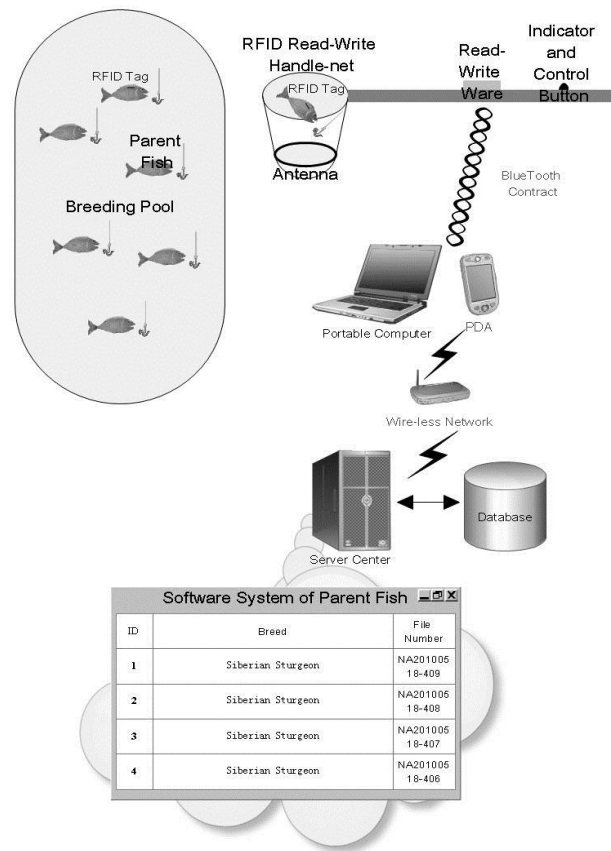 RFID Tag
Parent
Fish
Breeding Pool
RFID Read-Write
Handle-net
RFID Tag
Antenna
Read-
Write
Ware
Indicator
and
Control
Button
BlueTooth
Contract
Portable Computer
PDA
Wire-less Network
Server Center
Database
Software System of Parent Fish
ID
Breed
File
Number
1
Siberian Sturgeon
NA201005
18-409
2
Siberian Sturgeon
NA201005
18-408
3
Siberian Sturgeon
NA201005
18-407
4
Siberian Sturgeon
NA201005
18-406